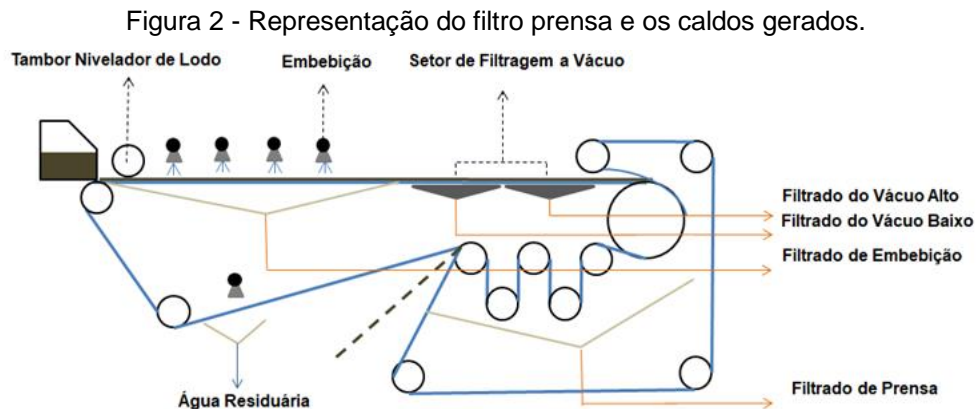 Figura 2 - Representação do filtro prensa e os caldos gerados.
Tambor Nivelador de Lodo
Embebição
Setor de Filtragem a Vácuo
Filtrado do Vácuo Alto
Filtrado do Vácuo Baixo
Filtrado de Embebição
Filtrado de Prensa
Água Residuária